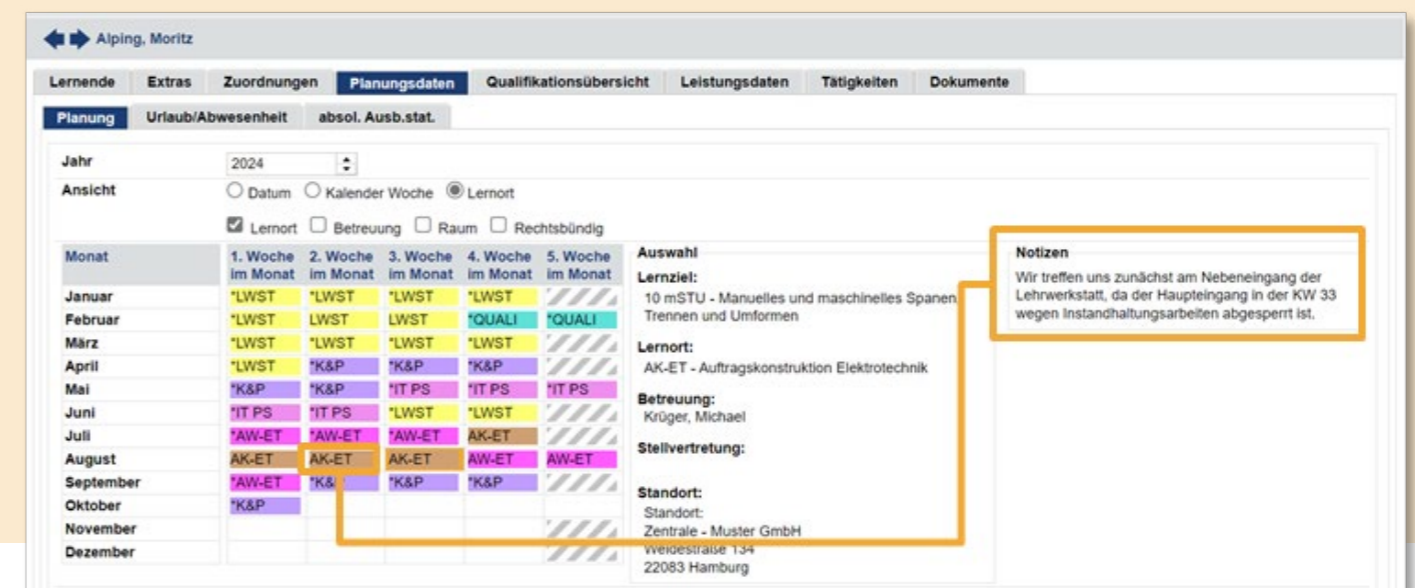 Alping, Moritz
Lernende Extras Zuordnungen Planungsdaten Qualifikationsübersicht Leistungsdaten Tätigkeiten Dokumente
Planung Urlaub/Abwesenheit absol. Ausb.stat.
Jahr 2024
Ansicht Datum Kalender Woche Lernort
Lernort Betreuung Raum Rechtsbündig
Monat 1. Woche im Monat 2. Woche im Monat 3. Woche im Monat 4. Woche im Monat 5. Woche im Monat
Januar *LWST *LWST *LWST *LWST
Februar *LWST LWST LWST *QUALI *QUALI
März *LWST *LWST *LWST *LWST
April *LWST *K&P *K&P *K&P
Mai *K&P *K&P *IT PS *IT PS *IT PS
Juni *IT PS *IT PS *LWST *LWST
Juli *AW-ET *AW-ET *AW-ET AK-ET
August AK-ET AK-ET AK-ET AW-ET AW-ET
September *AW-ET *K&P *K&P *K&P
Oktober *K&P
November
Dezember
Auswahl
Lernziel:
10 mSTU - Manuelles und maschinelles Spanen,
Trennen und Umformen
Lernort:
AK-ET - Auftragskonstruktion Elektrotechnik
Betreuung:
Krüger, Michael
Stellvertretung:
Standort:
Standort:
Zentrale - Muster GmbH
Weidestraße 134
22083 Hamburg
Notizen
Wir treffen uns zunächst am Nebeneingang der
Lehrwerkstatt, da der Haupteingang in der KW 33
wegen Instandhaltungsarbeiten abgesperrt ist.